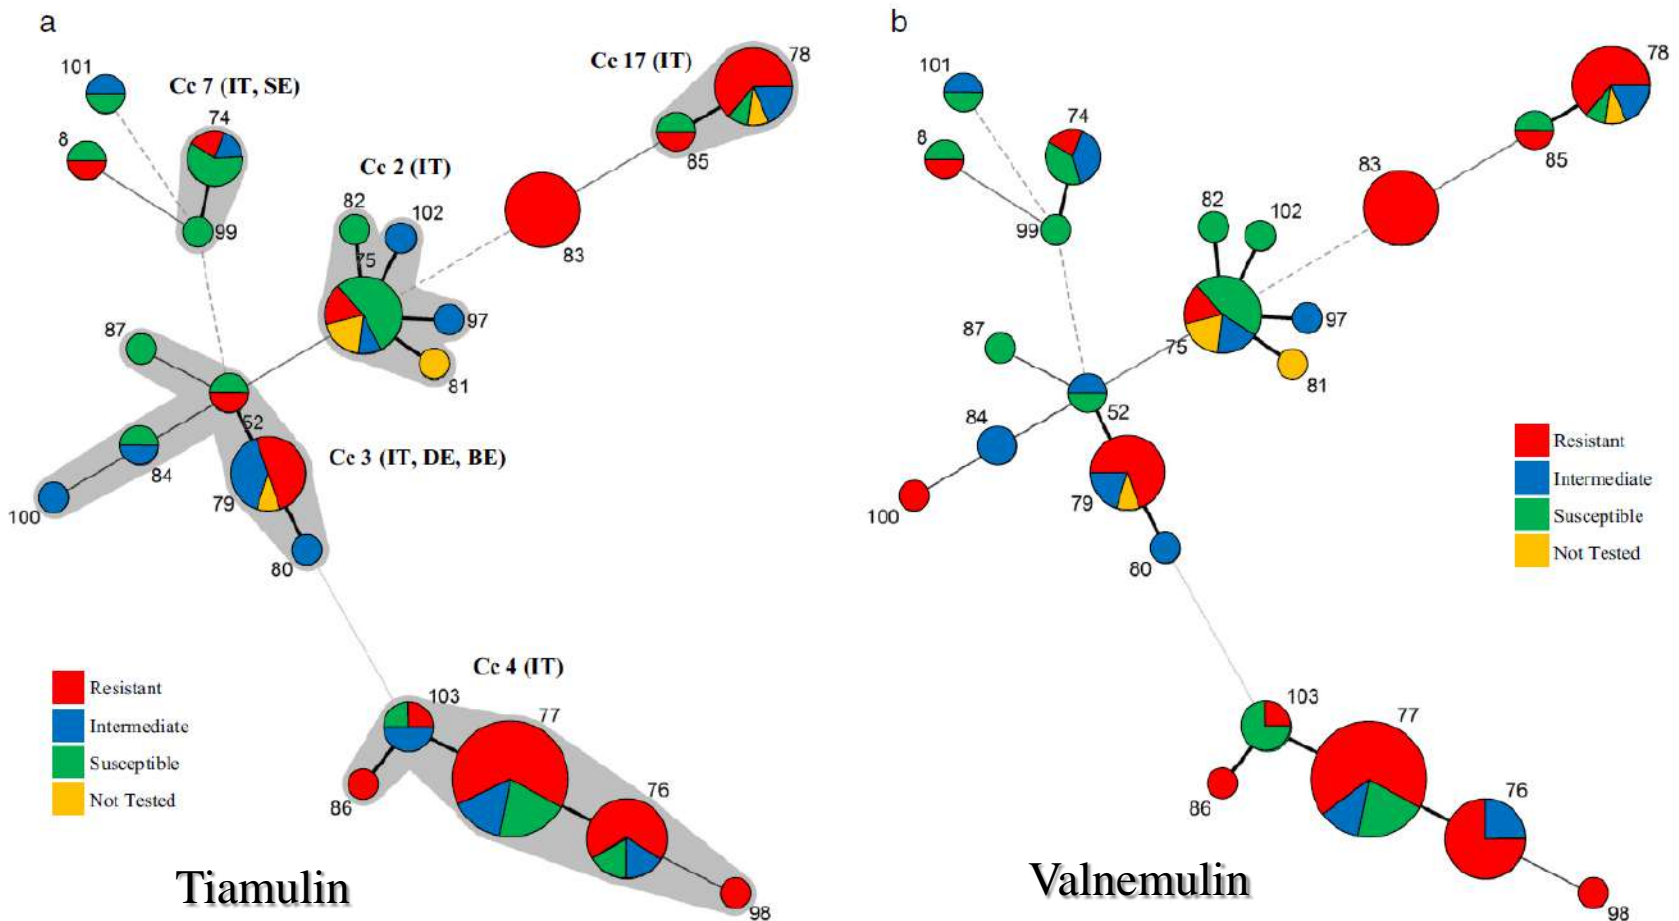 a
b
101
Cc 7 (IT, SE)
Cc 17 (IT)
78
74
8
Cc 2 (IT)
85
82
102
99
75
83
97
87
81
52
84
Cc 3 (IT, DE, BE)
79
100
80
Cc 4 (IT)
103
77
86
76
98
Resistant
Intermediate
Susceptible
Not Tested
Tiamulin
101
78
74
8
85
83
82
102
99
97
87
75
81
84
52
79
100
80
Resistant
Intermediate
Susceptible
Not Tested
103
77
86
76
98
Valnemulin